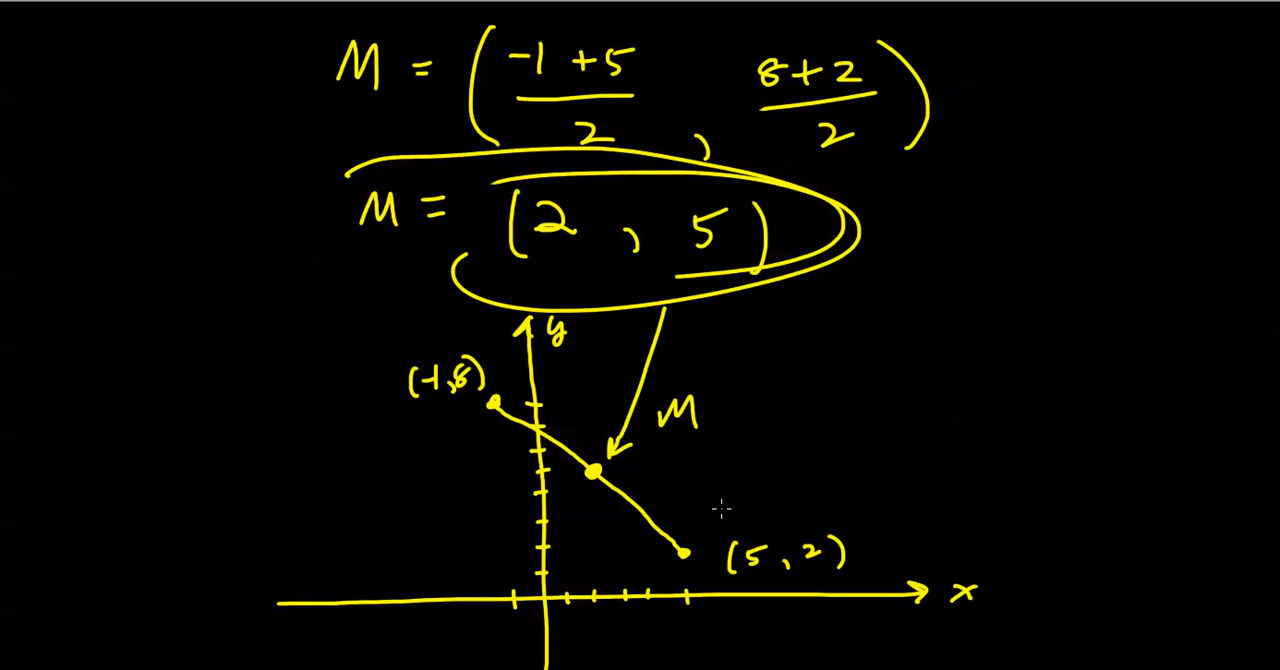 M = ( (-1 + 5)/2 , (8 + 2)/2 )
M = (2 , 5)
y
(-1,8)
M
(5 , 2)
x